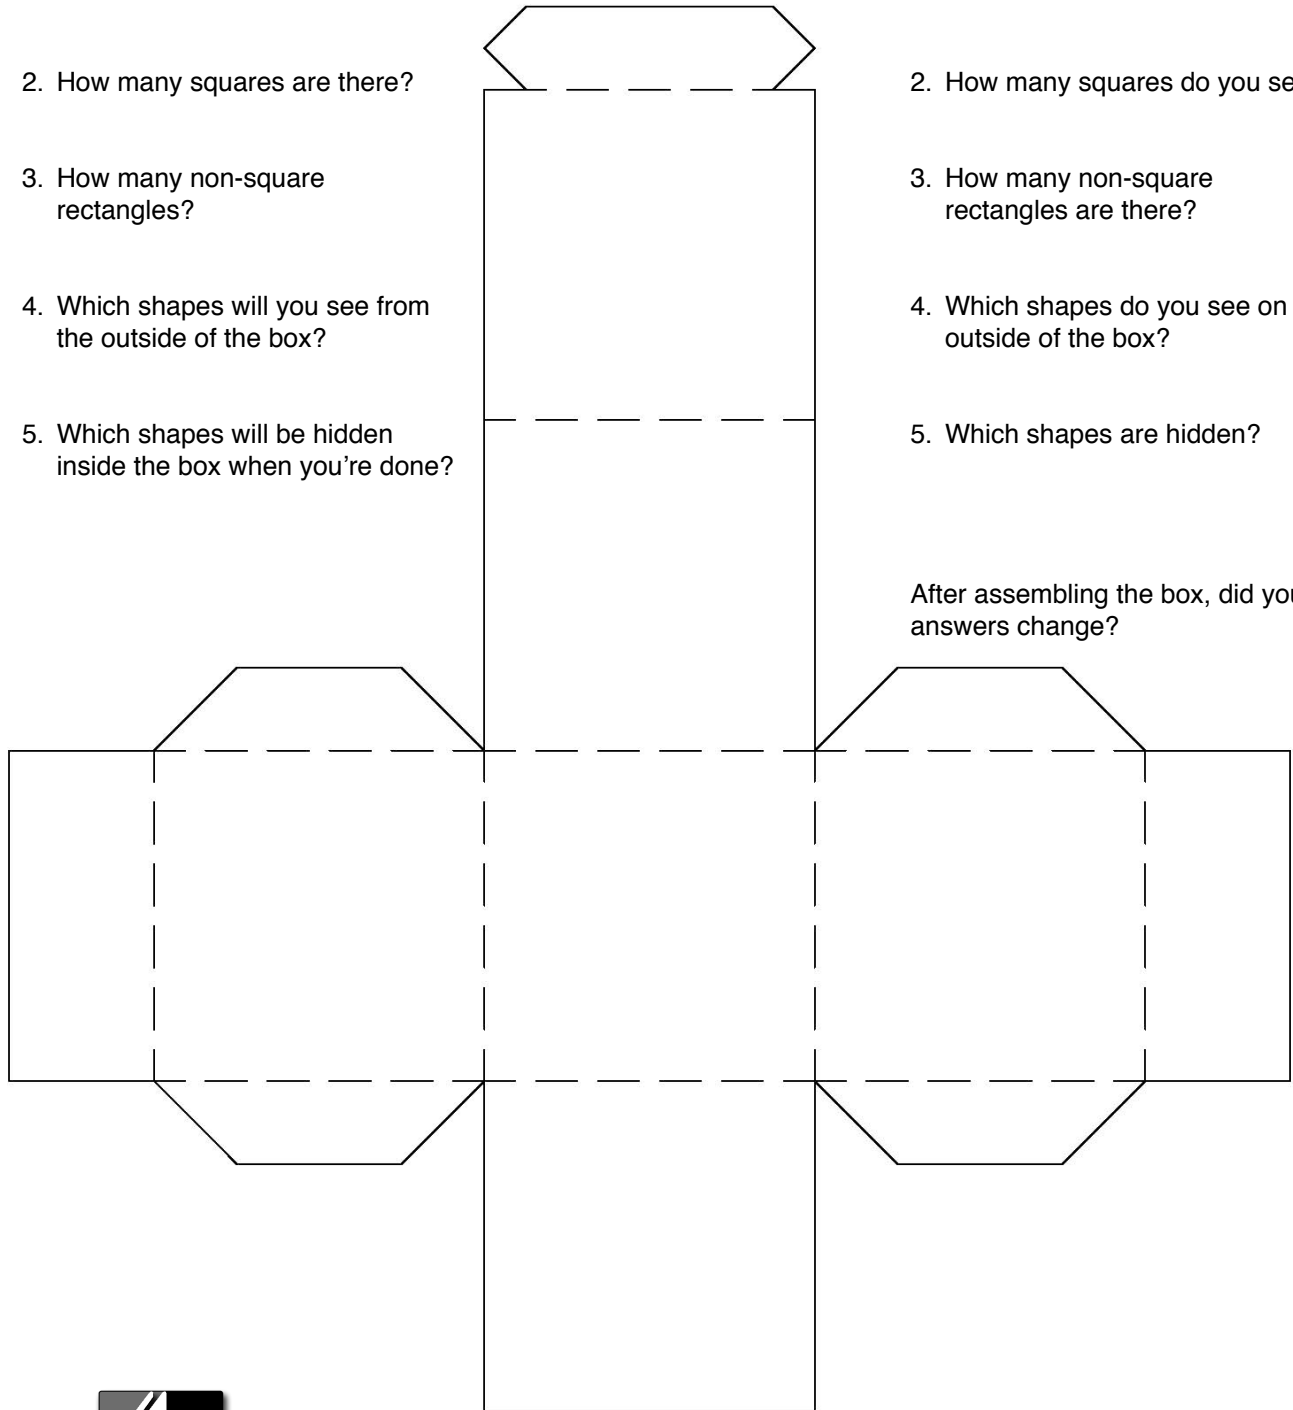 2. How many squares are there?
3. How many non-square
rectangles?
4. Which shapes will you see from
the outside of the box?
5. Which shapes will be hidden
inside the box when you’re done?
2. How many squares do you se
3. How many non-square
rectangles are there?
4. Which shapes do you see on
outside of the box?
5. Which shapes are hidden?
After assembling the box, did you
answers change?